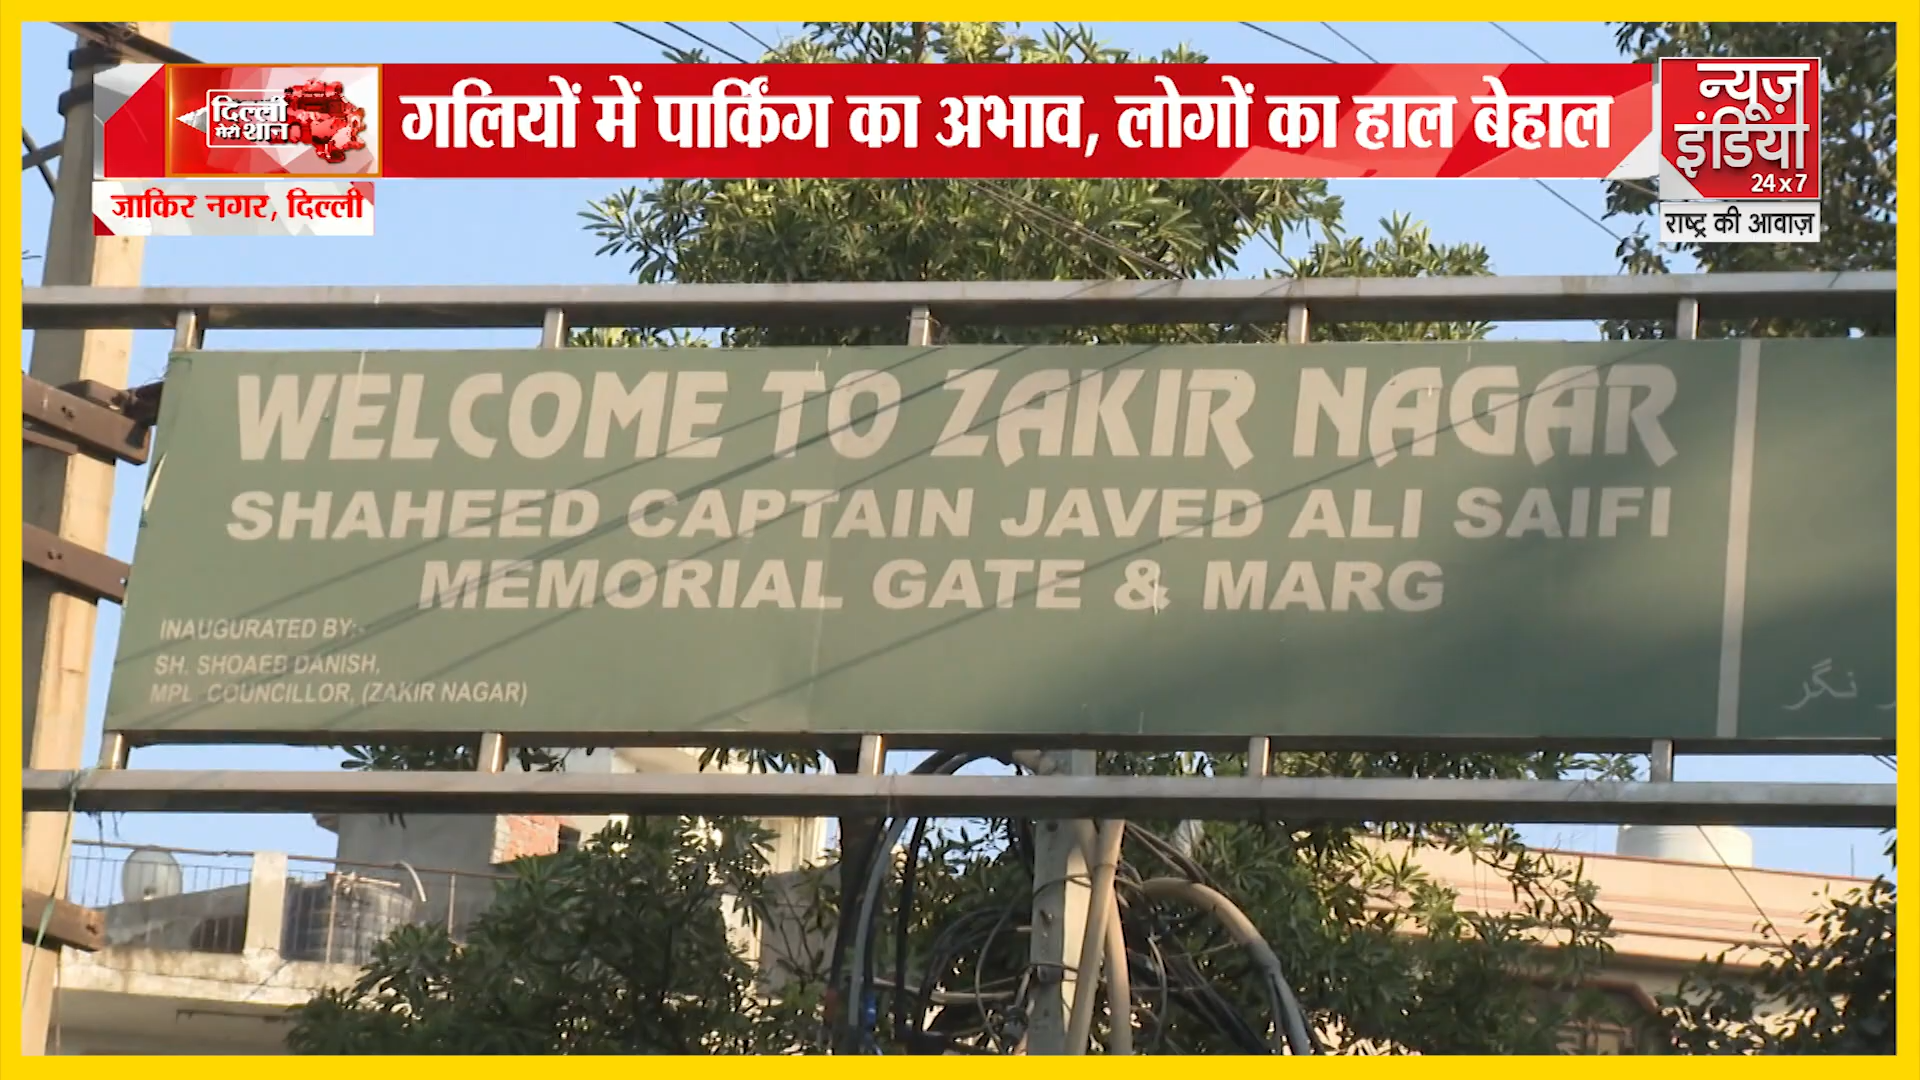 दिल्ली
मेरी शान
गलियों में पार्किंग का अभाव, लोगों का हाल बेहाल
न्यूज़
इंडिया
24x7
राष्ट्र की आवाज़
ज़ाकिर नगर, दिल्ली
WELCOME TO ZAKIR NAGAR
SHAHEED CAPTAIN JAVED ALI SAIFI
MEMORIAL GATE & MARG
INAUGURATED BY:-
SH. SHOAEB DANISH,
MPL COUNCILLOR, (ZAKIR NAGAR)
نگر